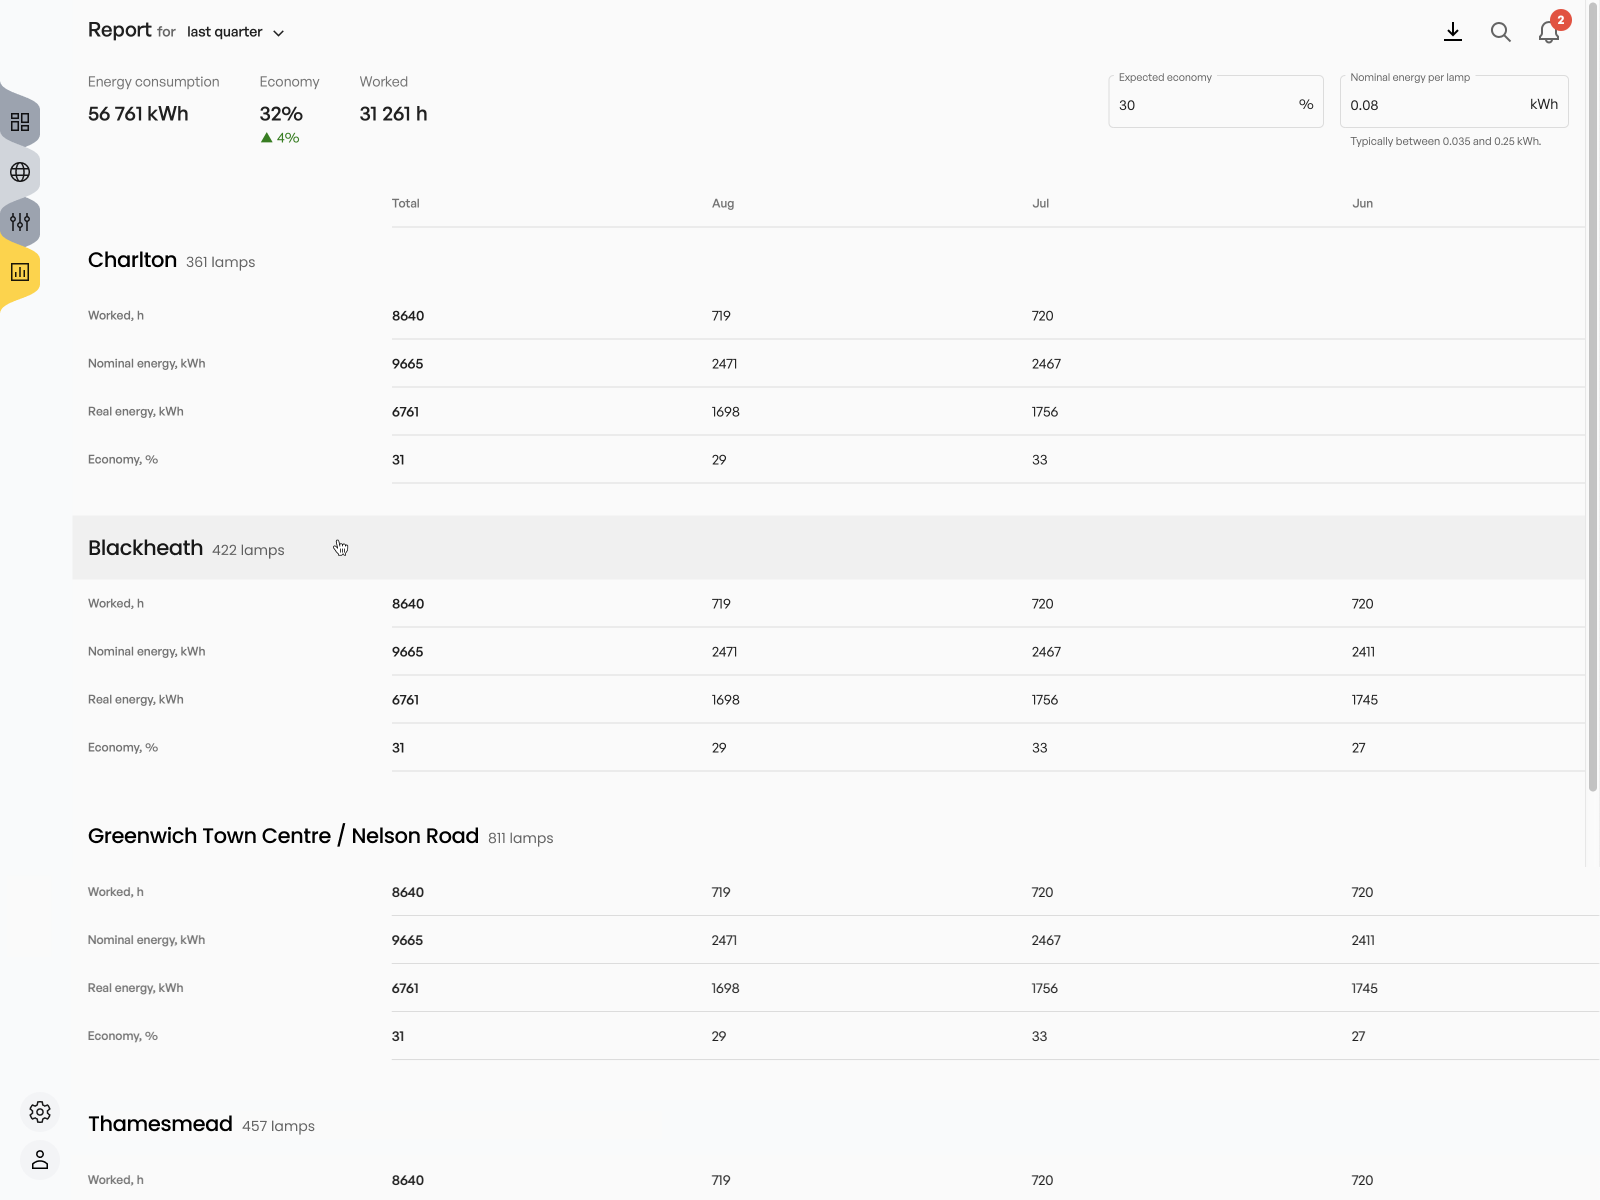 Report for last quarter
2
Energy consumption Economy Worked
56 761 kWh 32% 31 261 h
4%
Expected economy Nominal energy per lamp
30 % 0.08 kWh
Typically between 0.035 and 0.25 kWh.
Total Aug Jul Jun
Charlton 361 lamps
Worked, h 8640 719 720
Nominal energy, kWh 9665 2471 2467
Real energy, kWh 6761 1698 1756
Economy, % 31 29 33
Blackheath 422 lamps
Worked, h 8640 719 720 720
Nominal energy, kWh 9665 2471 2467 2411
Real energy, kWh 6761 1698 1756 1745
Economy, % 31 29 33 27
Greenwich Town Centre / Nelson Road 811 lamps
Worked, h 8640 719 720 720
Nominal energy, kWh 9665 2471 2467 2411
Real energy, kWh 6761 1698 1756 1745
Economy, % 31 29 33 27
Thamesmead 457 lamps
Worked, h 8640 719 720 720